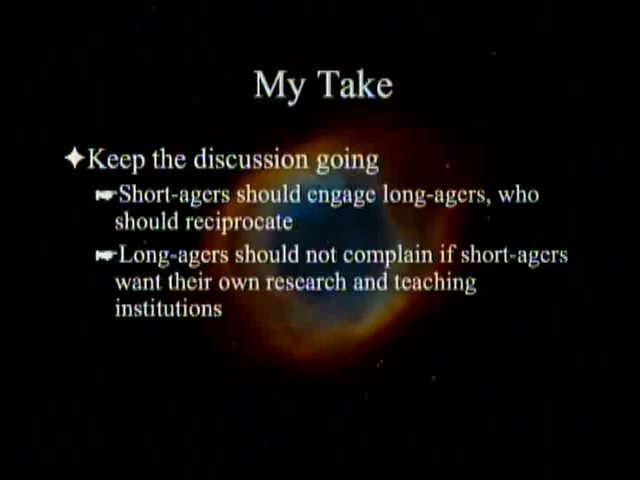 My Take
Keep the discussion going
Short-agers should engage long-agers, who
should reciprocate
Long-agers should not complain if short-agers
want their own research and teaching
institutions